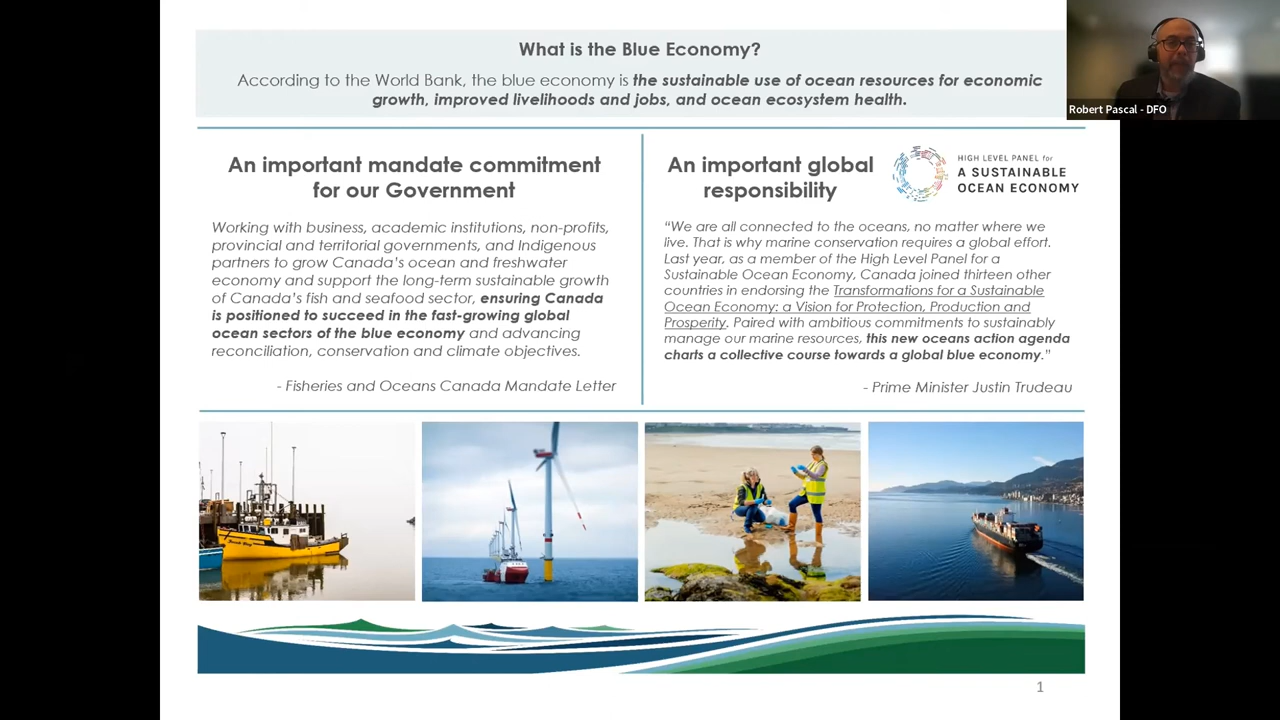 What is the Blue Economy?
According to the World Bank, the blue economy is the sustainable use of ocean resources for economic
growth, improved livelihoods and jobs, and ocean ecosystem health.
Robert Pascal - DFO
An important mandate commitment
for our Government
Working with business, academic institutions, non-profits,
provincial and territorial governments, and Indigenous
partners to grow Canada's ocean and freshwater
economy and support the long-term sustainable growth
of Canada's fish and seafood sector, ensuring Canada
is positioned to succeed in the fast-growing global
ocean sectors of the blue economy and advancing
reconciliation, conservation and climate objectives.
- Fisheries and Oceans Canada Mandate Letter
An important global
responsibility
HIGH LEVEL PANEL for
A SUSTAINABLE
OCEAN ECONOMY
“We are all connected to the oceans, no matter where we
live. That is why marine conservation requires a global effort.
Last year, as a member of the High Level Panel for a
Sustainable Ocean Economy, Canada joined thirteen other
countries in endorsing the Transformations for a Sustainable
Ocean Economy: a Vision for Protection, Production and
Prosperity. Paired with ambitious commitments to sustainably
manage our marine resources, this new oceans action agenda
charts a collective course towards a global blue economy.”
- Prime Minister Justin Trudeau
1